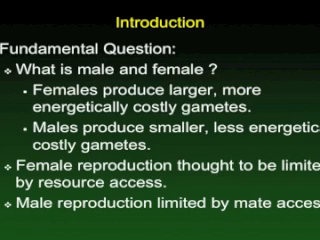 Introduction
Fundamental Question:
❖ What is male and female ?
▪ Females produce larger, more
energetically costly gametes.
▪ Males produce smaller, less energetica
costly gametes.
❖ Female reproduction thought to be limite
by resource access.
❖ Male reproduction limited by mate acces